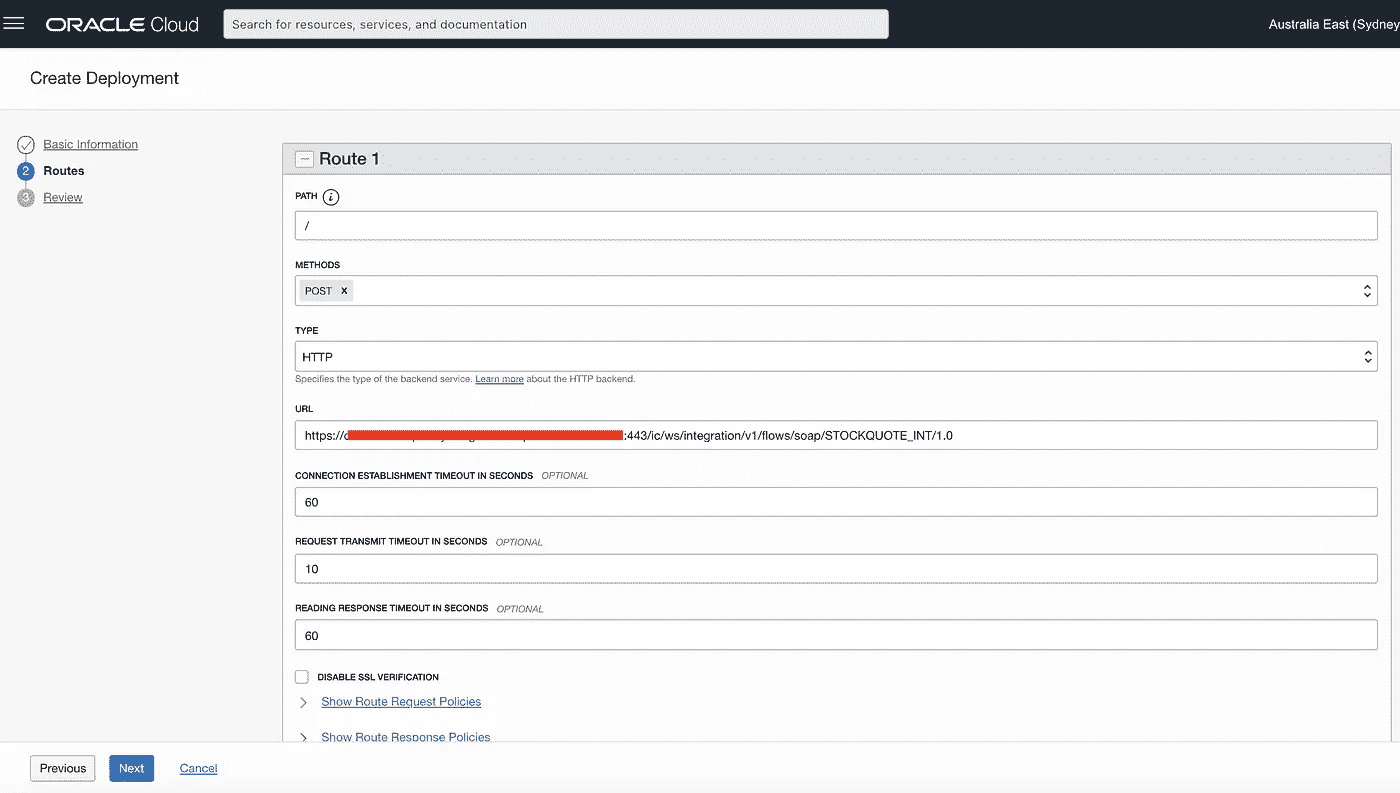 ORACLE Cloud
Search for resources, services, and documentation
Australia East (Sydney
Create Deployment
Basic Information
2 Routes
3 Review
Route 1
PATH i
/
METHODS
POST x
TYPE
HTTP
Specifies the type of the backend service. Learn more about the HTTP backend.
URL
https:// :443/ic/ws/integration/v1/flows/soap/STOCKQUOTE_INT/1.0
CONNECTION ESTABLISHMENT TIMEOUT IN SECONDS OPTIONAL
60
REQUEST TRANSMIT TIMEOUT IN SECONDS OPTIONAL
10
READING RESPONSE TIMEOUT IN SECONDS OPTIONAL
60
DISABLE SSL VERIFICATION
Show Route Request Policies
Show Route Response Policies
Previous Next Cancel